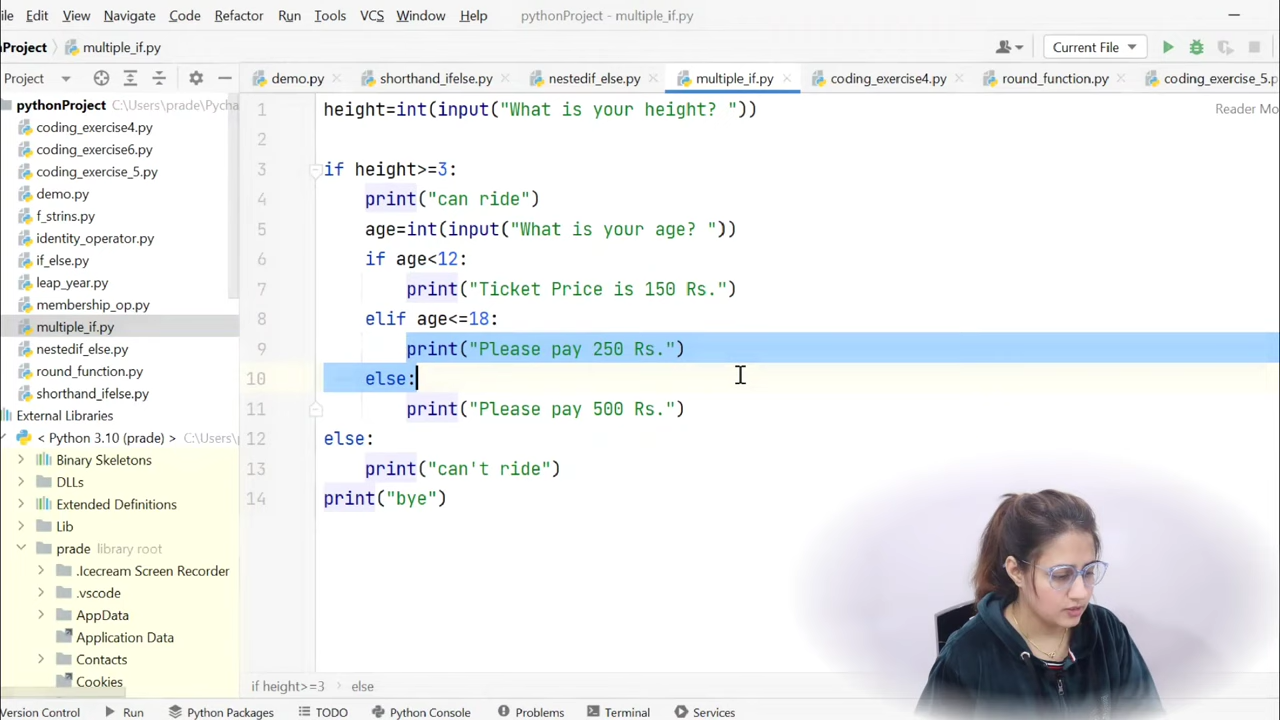 ile Edit View Navigate Code Refactor Run Tools VCS Window Help pythonProject - multiple_if.py
honProject multiple_if.py Current File
Project demo.py shorthand_ifelse.py nestedif_else.py multiple_if.py coding_exercise4.py round_function.py coding_exercise_5.p
pythonProject C:\Users\prade\Pycha
coding_exercise4.py
coding_exercise6.py
coding_exercise_5.py
demo.py
f_strins.py
identity_operator.py
if_else.py
leap_year.py
membership_op.py
multiple_if.py
nestedif_else.py
round_function.py
shorthand_ifelse.py
External Libraries
< Python 3.10 (prade) > C:\Users\
Binary Skeletons
DLLs
Extended Definitions
Lib
prade library root
.Icecream Screen Recorder
.vscode
AppData
Application Data
Contacts
Cookies
Reader Mo
1 height=int(input("What is your height? "))
2
3 if height>=3:
4 print("can ride")
5 age=int(input("What is your age? "))
6 if age<12:
7 print("Ticket Price is 150 Rs.")
8 elif age<=18:
9 print("Please pay 250 Rs.")
10 else:
11 print("Please pay 500 Rs.")
12 else:
13 print("can't ride")
14 print("bye")
if height>=3 else
Version Control Run Python Packages TODO Python Console Problems Terminal Services